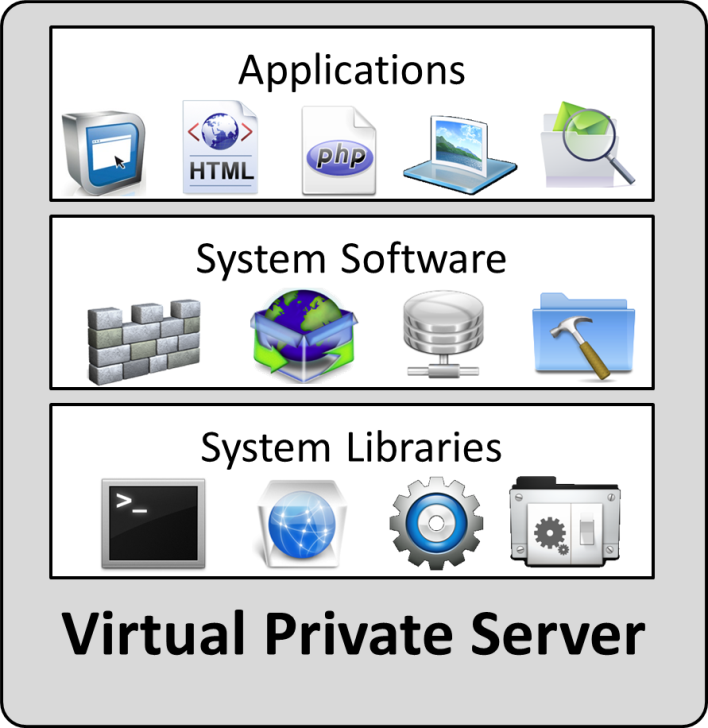 Applications
< >
HTML
php
System Software
System Libraries
>_
Virtual Private Server